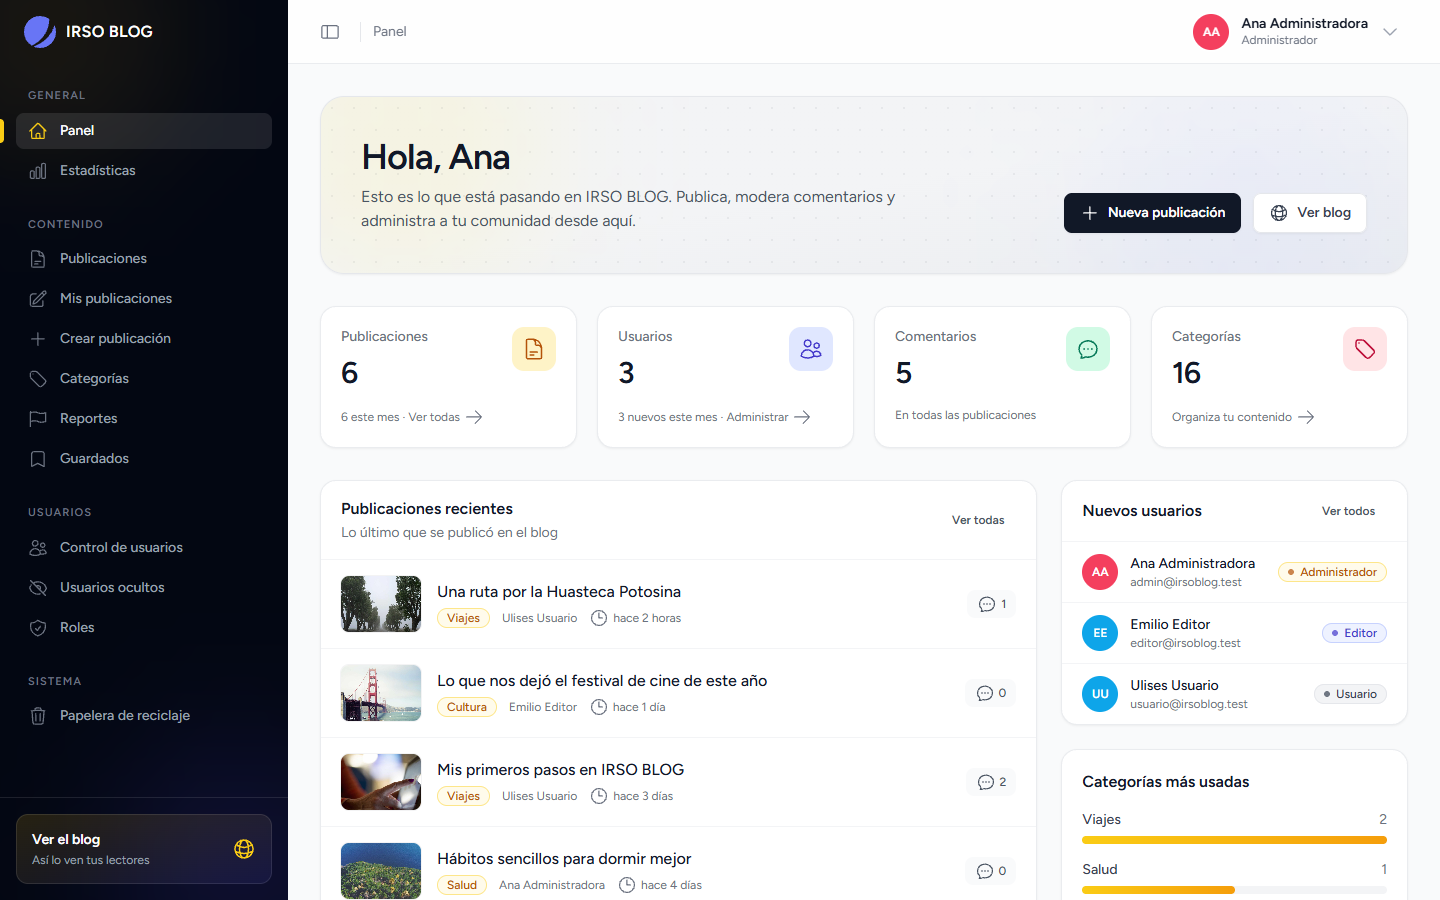 IRSO BLOG
GENERAL
Panel
Estadísticas
CONTENIDO
Publicaciones
Mis publicaciones
Crear publicación
Categorías
Reportes
Guardados
USUARIOS
Control de usuarios
Usuarios ocultos
Roles
SISTEMA
Papelera de reciclaje
Ver el blog
Así lo ven tus lectores
Panel
AA
Ana Administradora
Administrador
Hola, Ana
Esto es lo que está pasando en IRSO BLOG. Publica, modera comentarios y
administra a tu comunidad desde aquí.
Nueva publicación
Ver blog
Publicaciones
6
6 este mes · Ver todas
Usuarios
3
3 nuevos este mes · Administrar
Comentarios
5
En todas las publicaciones
Categorías
16
Organiza tu contenido
Publicaciones recientes
Lo último que se publicó en el blog
Ver todas
Una ruta por la Huasteca Potosina
Viajes Ulises Usuario hace 2 horas
1
Lo que nos dejó el festival de cine de este año
Cultura Emilio Editor hace 1 día
0
Mis primeros pasos en IRSO BLOG
Viajes Ulises Usuario hace 3 días
2
Hábitos sencillos para dormir mejor
Salud Ana Administradora hace 4 días
0
Nuevos usuarios
Ver todos
AA
Ana Administradora
admin@irsoblog.test
Administrador
EE
Emilio Editor
editor@irsoblog.test
Editor
UU
Ulises Usuario
usuario@irsoblog.test
Usuario
Categorías más usadas
Viajes 2
Salud 1